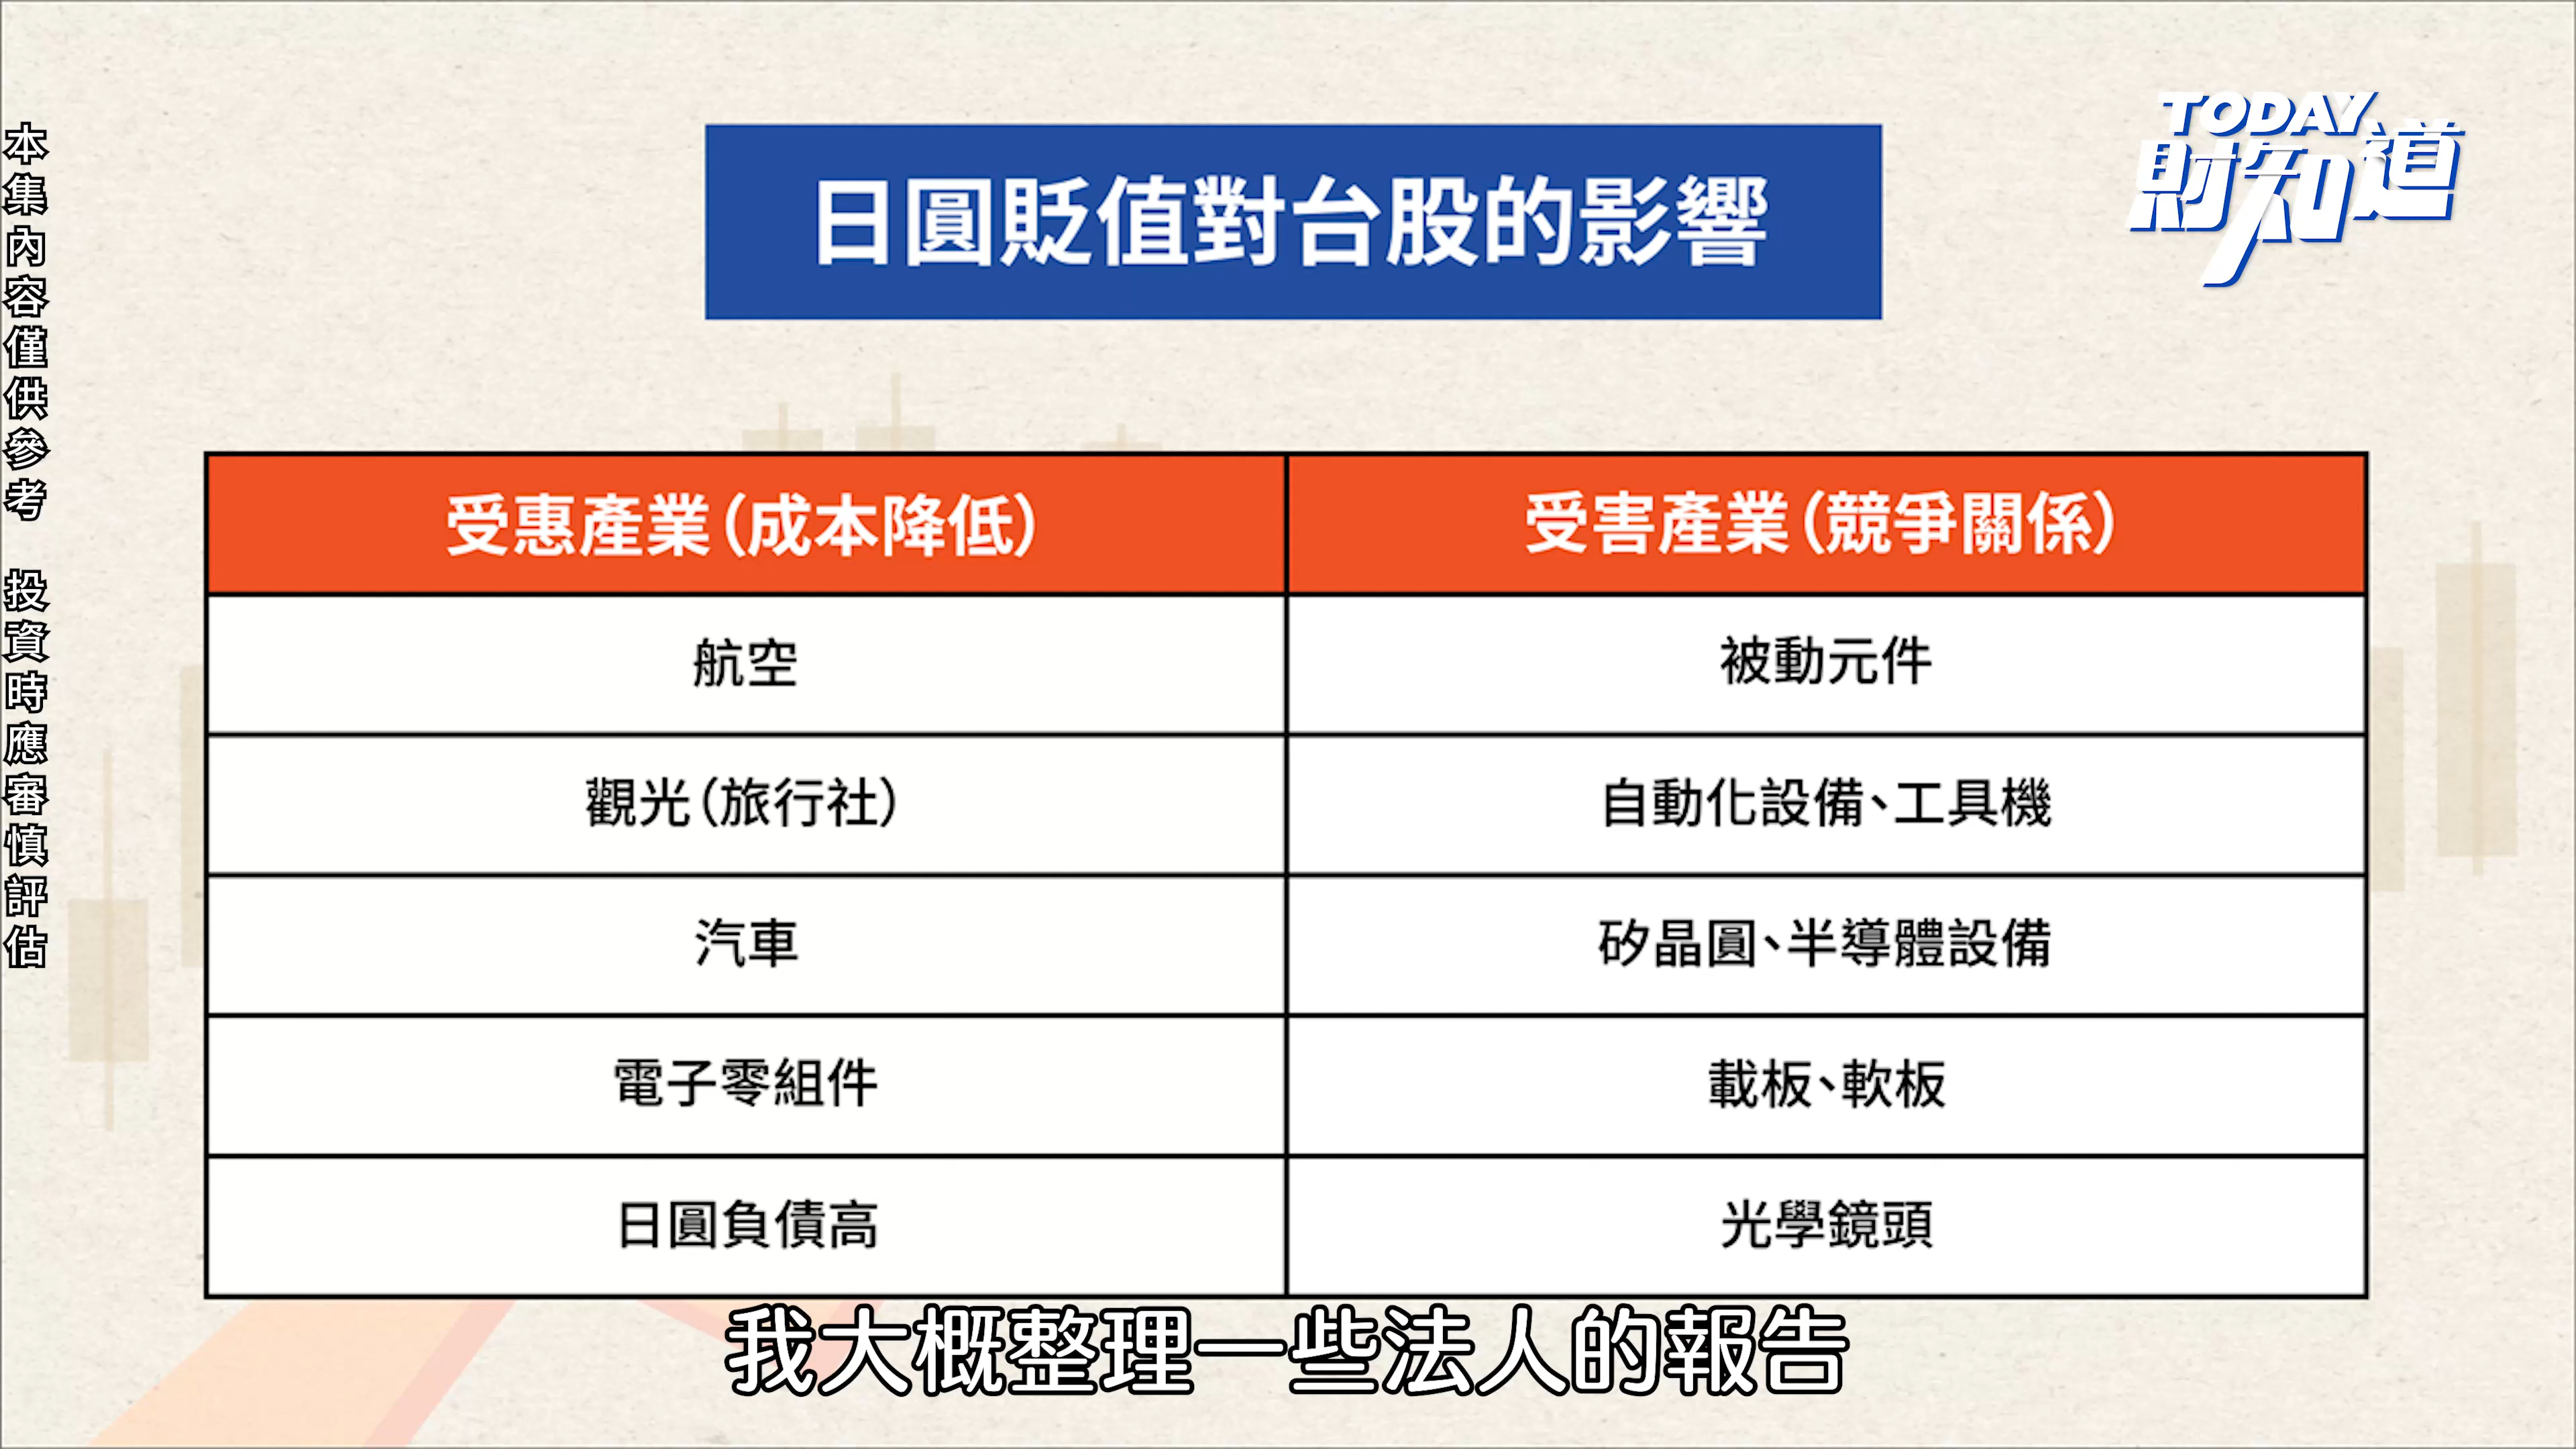 TODAY
財知道
日圓貶值對台股的影響
受惠產業(成本降低)
受害產業(競爭關係)
航空
被動元件
觀光(旅行社)
自動化設備、工具機
汽車
矽晶圓、半導體設備
電子零組件
載板、軟板
日圓負債高
光學鏡頭
我大概整理一些法人的報告
本集內容僅供參考 投資時應審慎評估